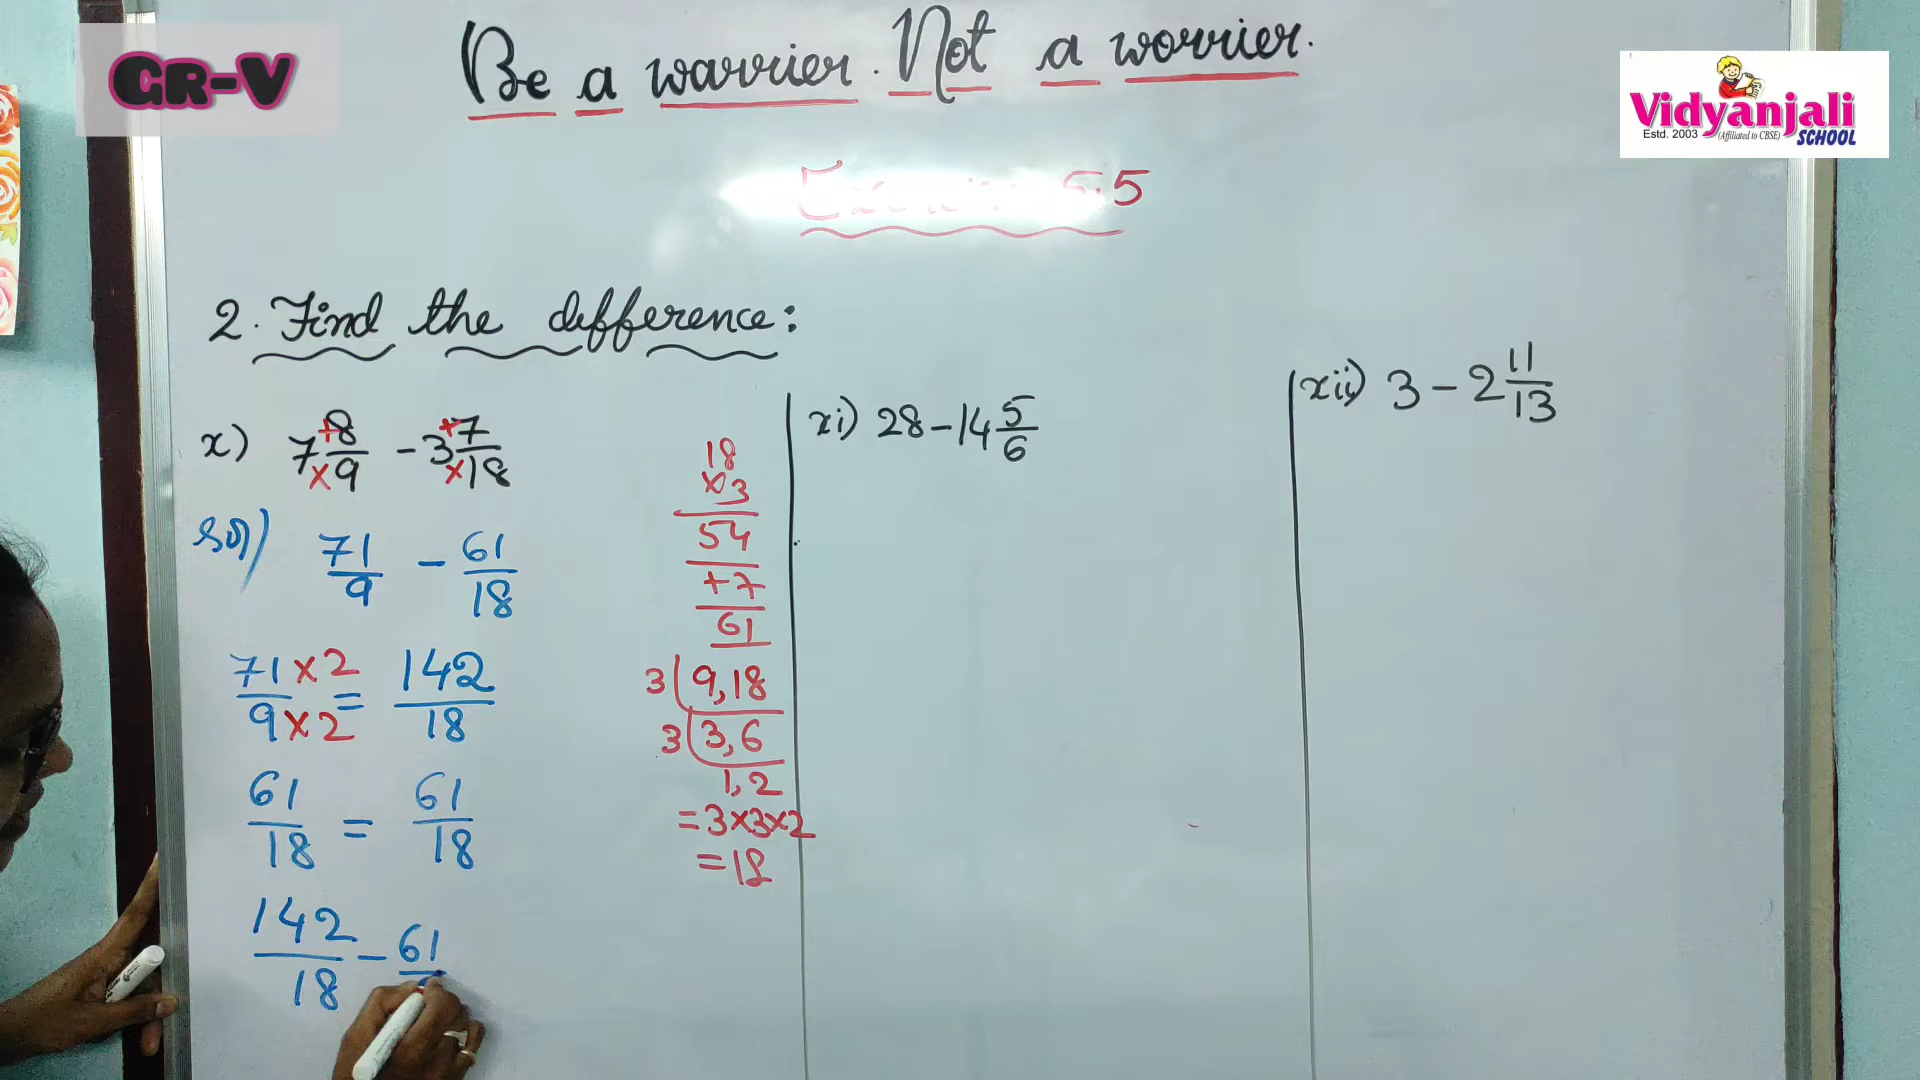 GR-V
Be a warrier. Not a worrier.
Vidyanjali
Estd. 2003 (Affiliated to CBSE) SCHOOL
Exercise 5.5
2. Find the difference:
x) 7 8/9 - 3 7/18
+ +
× ×
Sol) 71/9 - 61/18
71×2/9×2 = 142/18
61/18 = 61/18
142/18 - 61
18
×3
54
+7
61
3 | 9,18
3 | 3,6
1,2
=3×3×2
=18
xi) 28-14 5/6
xii) 3-2 11/13